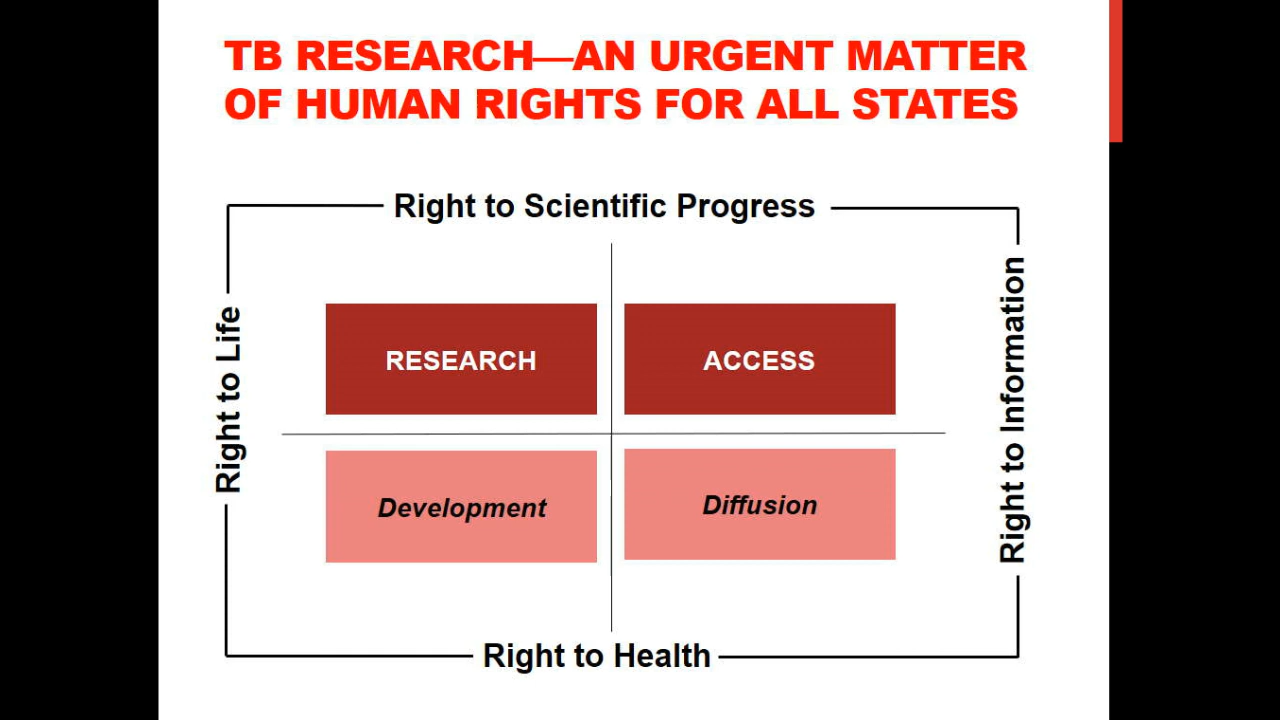 TB RESEARCH—AN URGENT MATTER
OF HUMAN RIGHTS FOR ALL STATES
Right to Scientific Progress
Right to Life
RESEARCH
ACCESS
Right to Information
Development
Diffusion
Right to Health